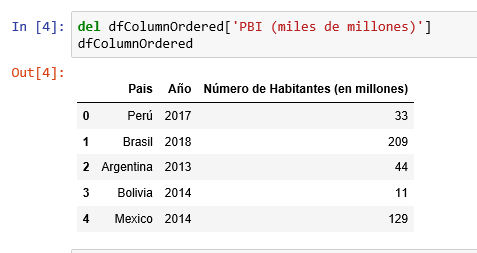 In [4]: del dfColumnOrdered['PBI (miles de millones)']
dfColumnOrdered
Out[4]:
Pais Año Número de Habitantes (en millones)
0 Perú 2017 33
1 Brasil 2018 209
2 Argentina 2013 44
3 Bolivia 2014 11
4 Mexico 2014 129